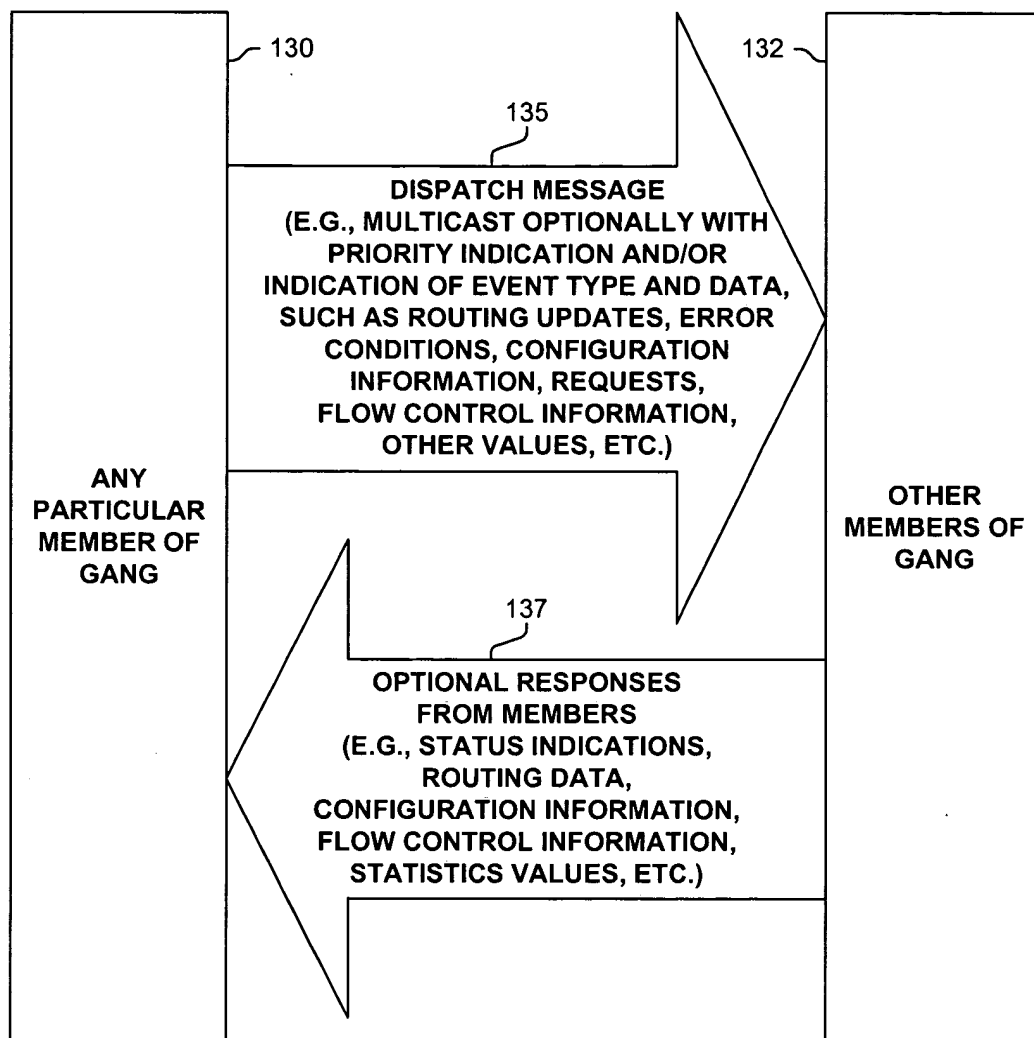 130
132
135
DISPATCH MESSAGE
(E.G., MULTICAST OPTIONALLY WITH
PRIORITY INDICATION AND/OR
INDICATION OF EVENT TYPE AND DATA,
SUCH AS ROUTING UPDATES, ERROR
CONDITIONS, CONFIGURATION
INFORMATION, REQUESTS,
FLOW CONTROL INFORMATION,
OTHER VALUES, ETC.)
ANY
PARTICULAR
MEMBER OF
GANG
OTHER
MEMBERS OF
GANG
137
OPTIONAL RESPONSES
FROM MEMBERS
(E.G., STATUS INDICATIONS,
ROUTING DATA,
CONFIGURATION INFORMATION,
FLOW CONTROL INFORMATION,
STATISTICS VALUES, ETC.)